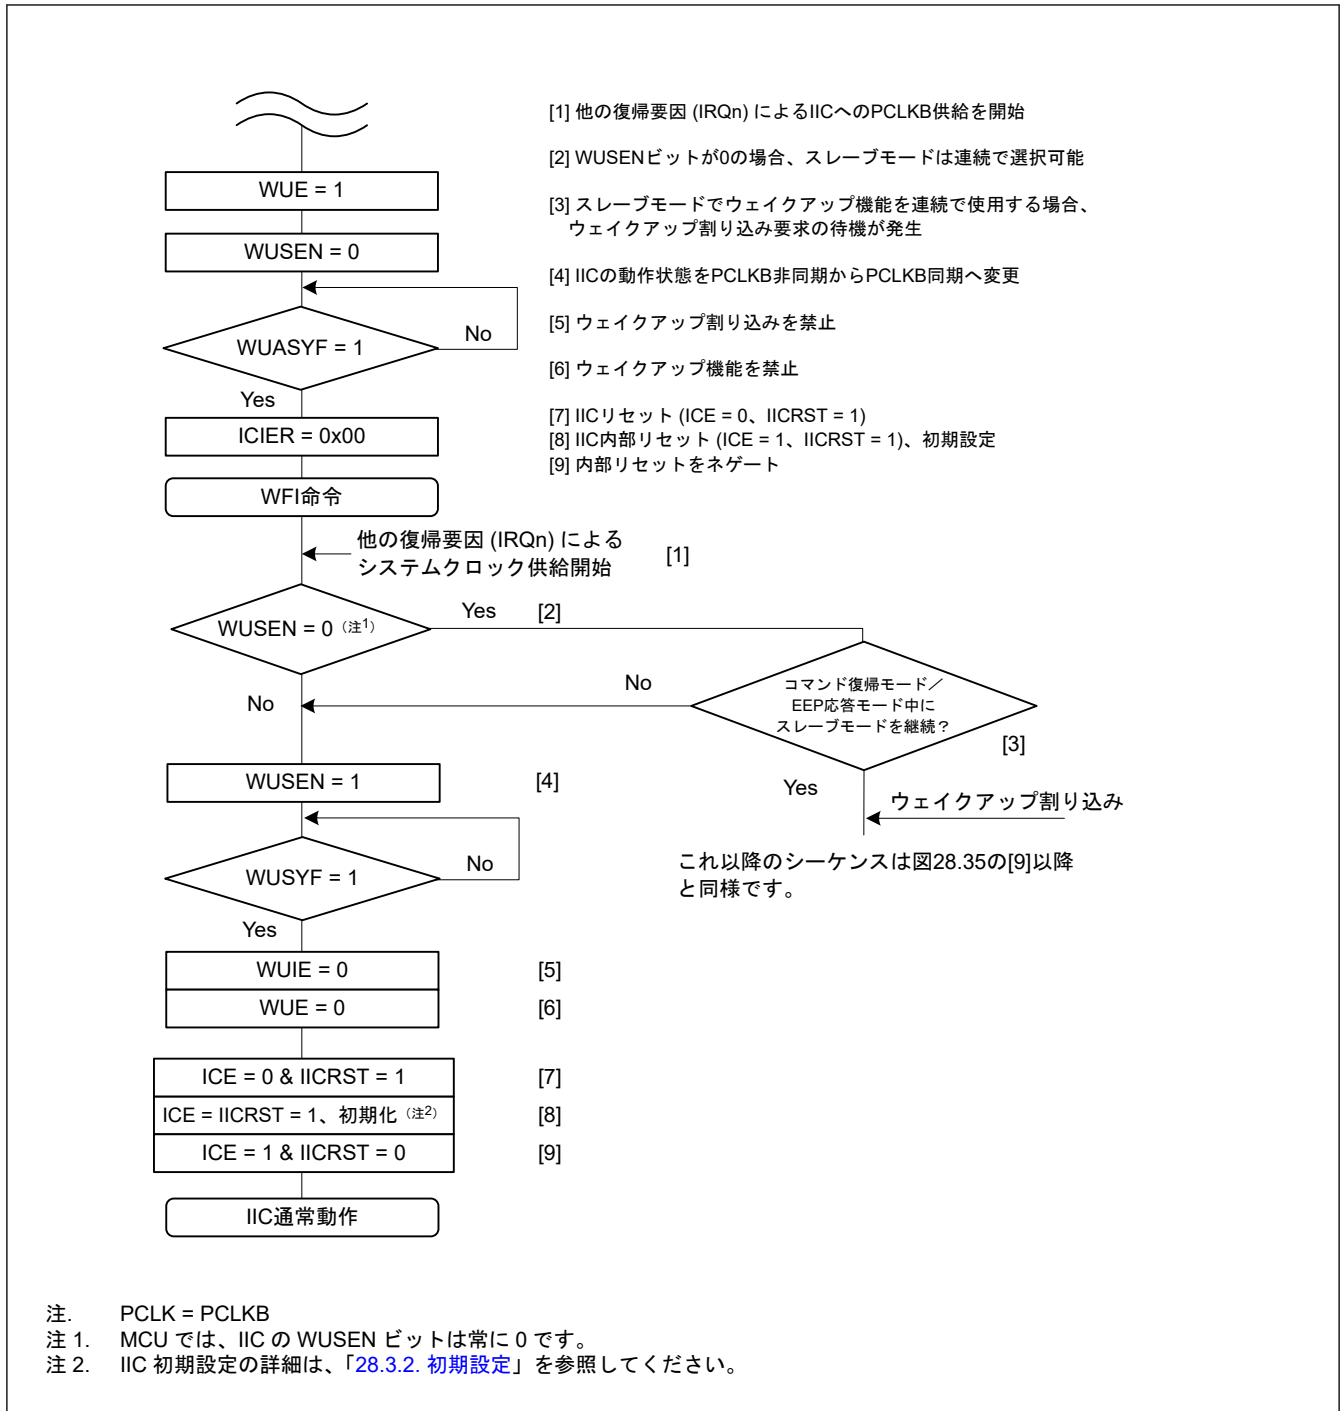 [1] 他の復帰要因 (IRQn) によるIICへのPCLKB供給を開始
[2] WUSENビットが0の場合、スレーブモードは連続で選択可能
[3] スレーブモードでウェイクアップ機能を連続で使用する場合、
ウェイクアップ割り込み要求の待機が発生
[4] IICの動作状態をPCLKB非同期からPCLKB同期へ変更
[5] ウェイクアップ割り込みを禁止
[6] ウェイクアップ機能を禁止
[7] IICリセット (ICE = 0、IICRST = 1)
[8] IIC内部リセット (ICE = 1、IICRST = 1)、初期設定
[9] 内部リセットをネゲート
WUE = 1
WUSEN = 0
WUASYF = 1
No
Yes
ICIER = 0x00
WFI命令
他の復帰要因 (IRQn) による
システムクロック供給開始
[1]
WUSEN = 0（注1）
Yes
[2]
No
コマンド復帰モード／
EEP応答モード中に
スレーブモードを継続？
[3]
No
Yes
ウェイクアップ割り込み
これ以降のシーケンスは図28.35の[9]以降
と同様です。
WUSEN = 1
[4]
WUSYF = 1
No
Yes
WUIE = 0
[5]
WUE = 0
[6]
ICE = 0 & IICRST = 1
[7]
ICE = IICRST = 1、初期化（注2）
[8]
ICE = 1 & IICRST = 0
[9]
IIC通常動作
注. PCLK = PCLKB
注 1. MCU では、IIC の WUSEN ビットは常に 0 です。
注 2. IIC 初期設定の詳細は、「28.3.2. 初期設定」を参照してください。